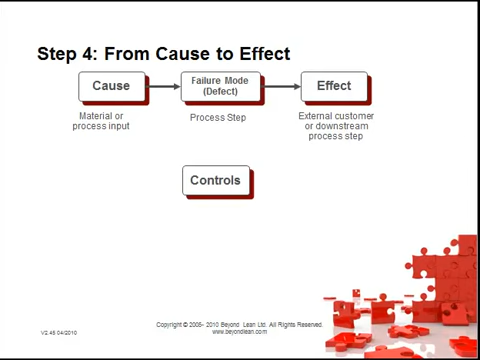 Step 4: From Cause to Effect
Cause
Failure Mode
(Defect)
Effect
Material or
process input
Process Step
External customer
or downstream
process step
Controls
Copyright © 2005- 2010 Beyond Lean Ltd. All Rights Reserved.
www.beyondlean.com
V2.45 04/2010